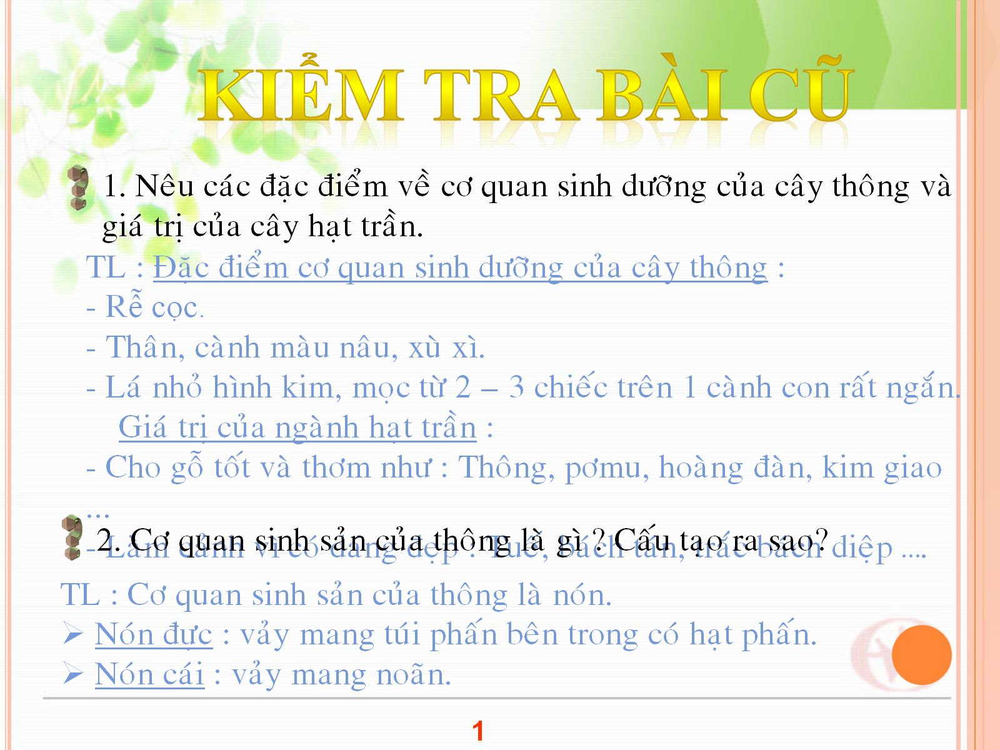 KIỂM TRA BÀI CŨ
1. Nêu các đặc điểm về cơ quan sinh dưỡng của cây thông và
giá trị của cây hạt trần.
TL : Đặc điểm cơ quan sinh dưỡng của cây thông :
- Rễ cọc.
- Thân, cành màu nâu, xù xì.
- Lá nhỏ hình kim, mọc từ 2 – 3 chiếc trên 1 cành con rất ngắn.
Giá trị của ngành hạt trần :
- Cho gỗ tốt và thơm như : Thông, pơmu, hoàng đàn, kim giao
...
2. Cơ quan sinh sản của thông là gì ? Cấu tạo ra sao?
- Làm cảnh vì có dáng đẹp : Tuế, bách tán, trắc bách diệp ....
TL : Cơ quan sinh sản của thông là nón.
➢ Nón đực : vảy mang túi phấn bên trong có hạt phấn.
➢ Nón cái : vảy mang noãn.
1